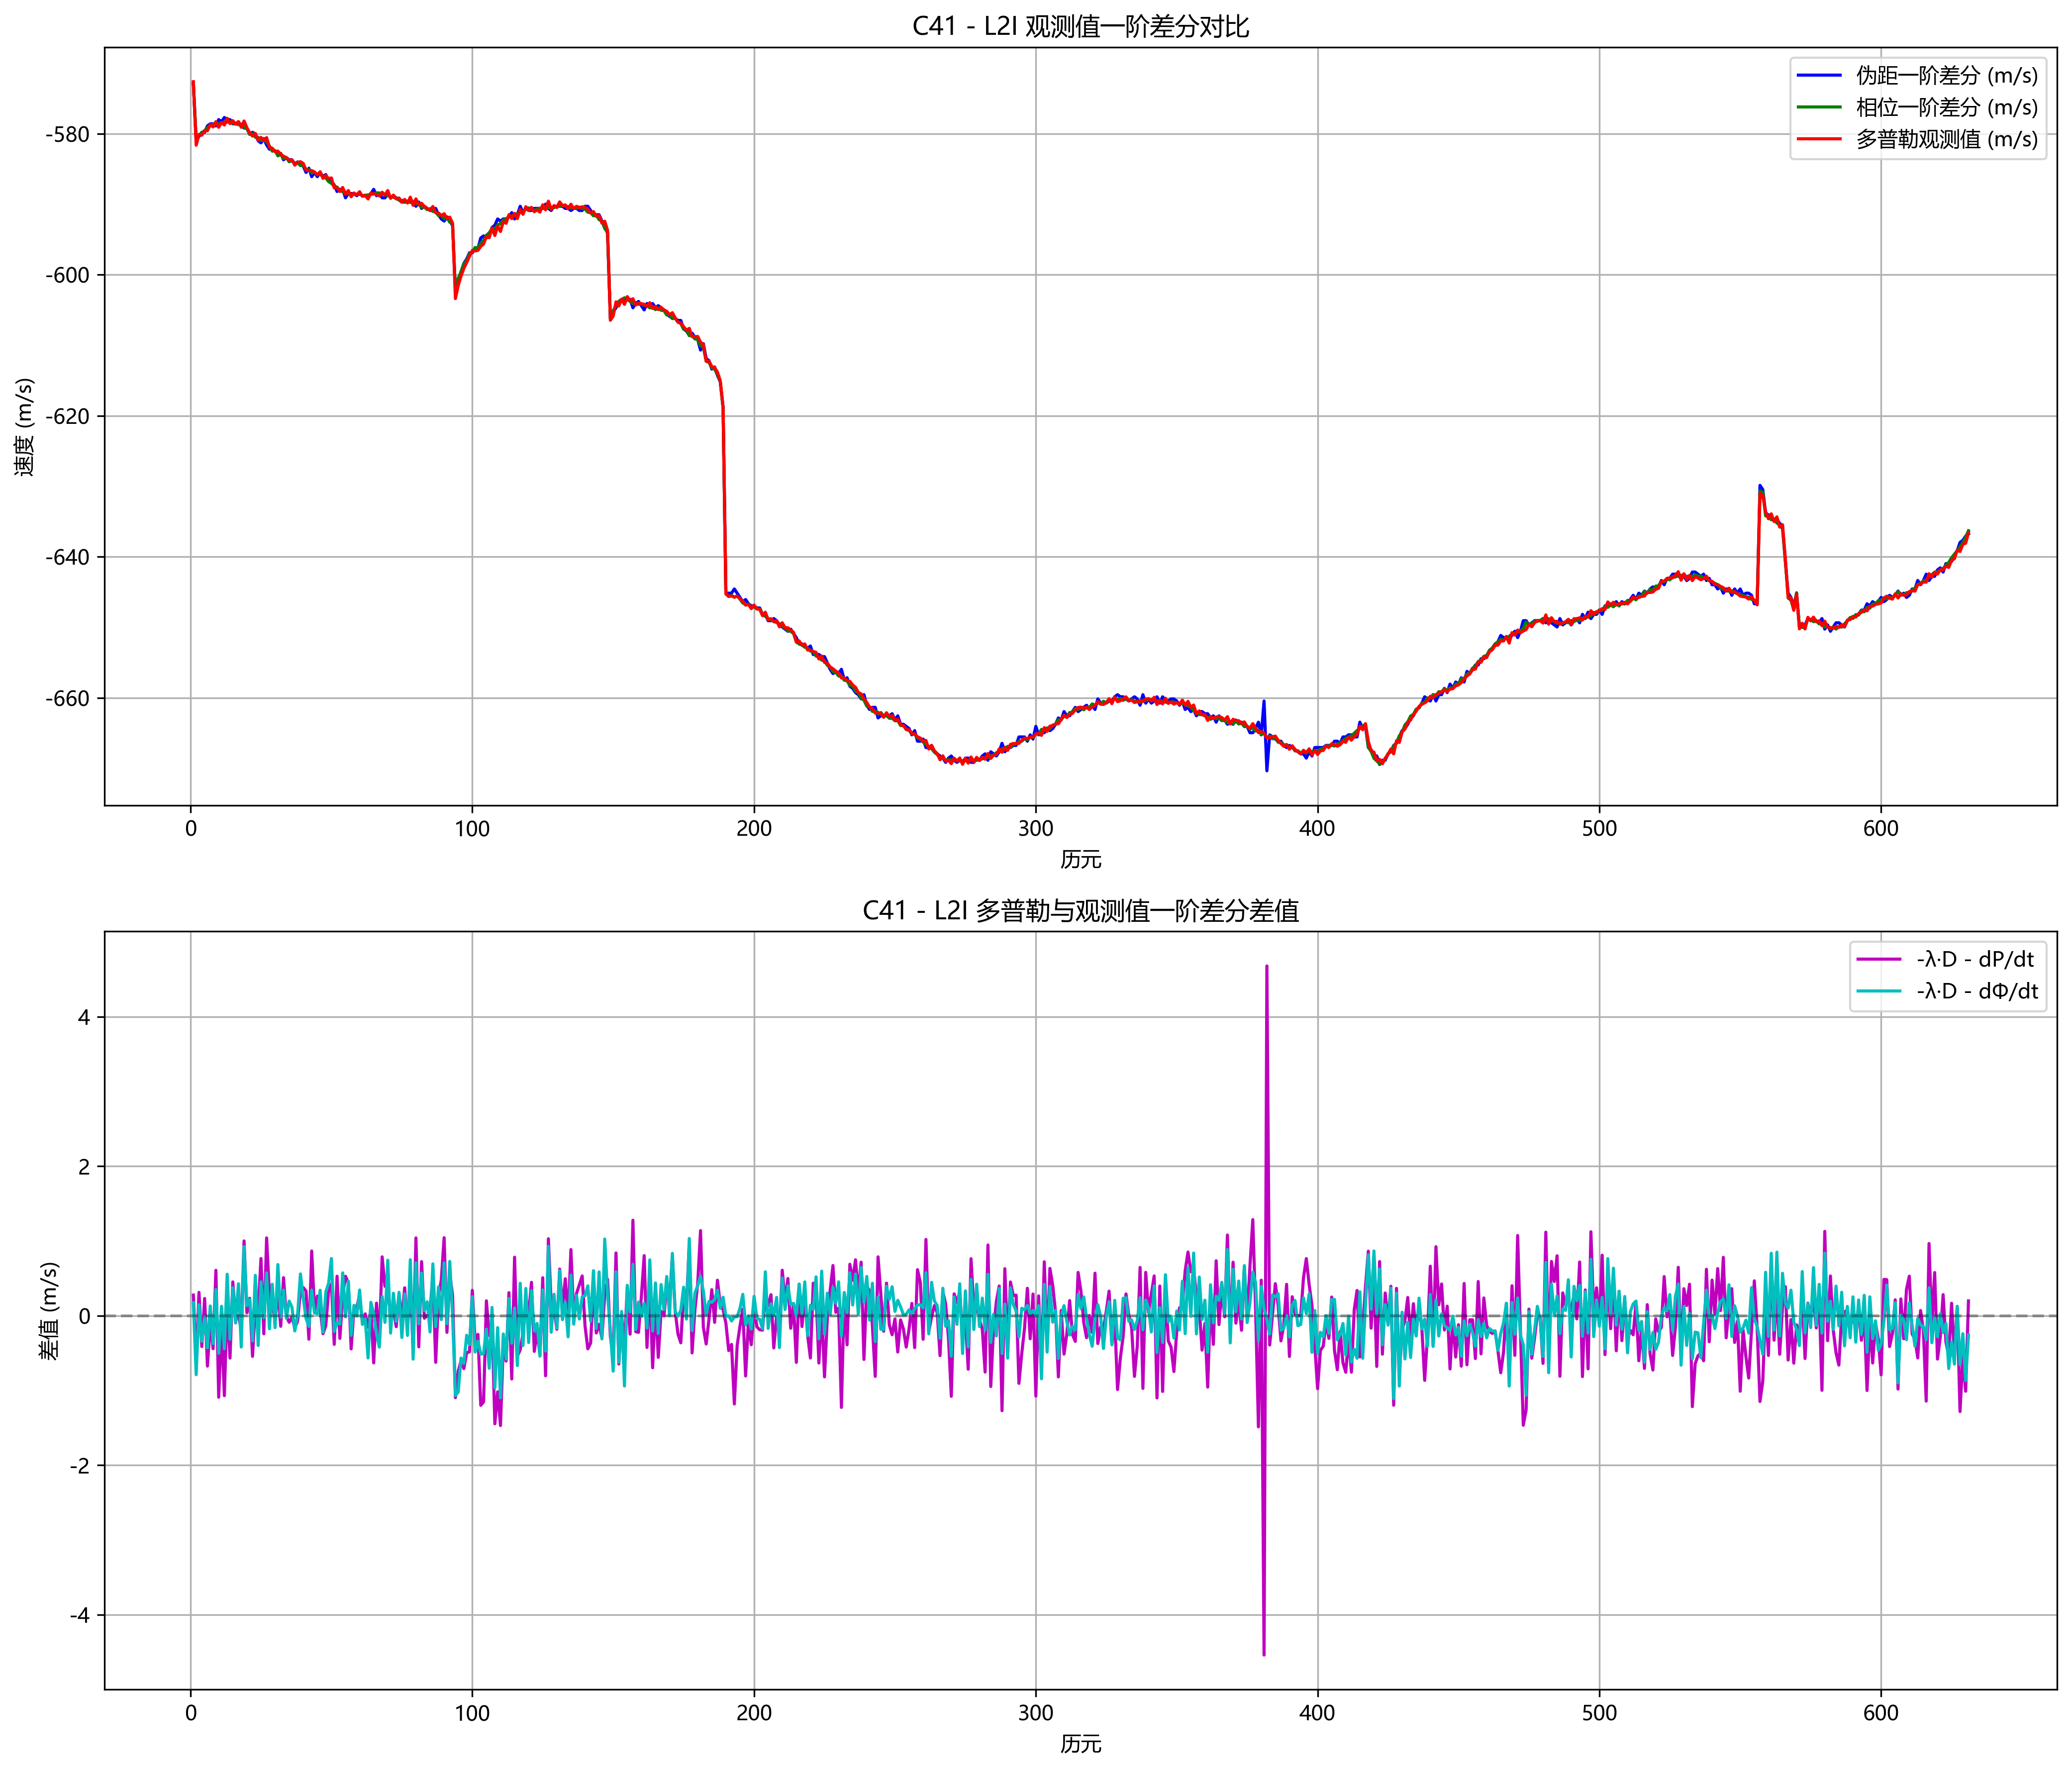 C41 - L2I 观测值一阶差分对比
伪距一阶差分 (m/s)
相位一阶差分 (m/s)
多普勒观测值 (m/s)
速度 (m/s)
-580
-600
-620
-640
-660
0 100 200 300 400 500 600
历元
C41 - L2I 多普勒与观测值一阶差分差值
-λ·D - dP/dt
-λ·D - dΦ/dt
差值 (m/s)
4
2
0
-2
-4
0 100 200 300 400 500 600
历元